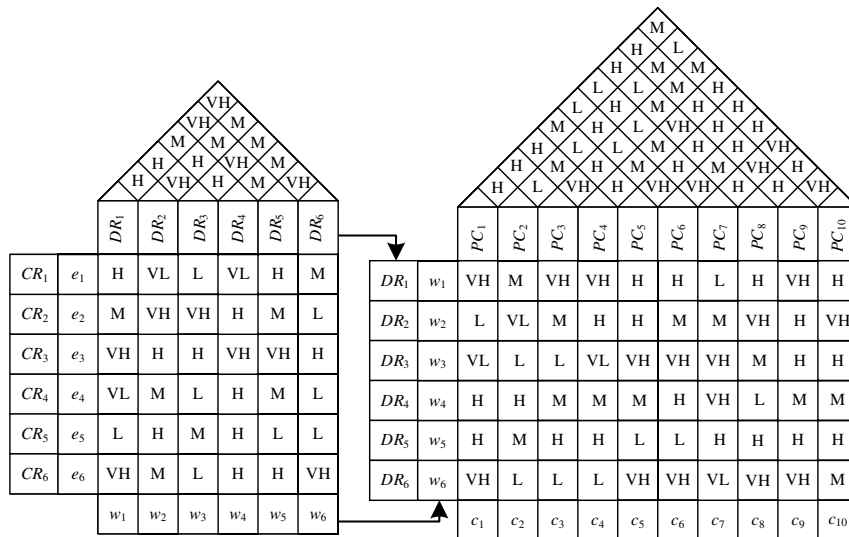 M
H L
H M M
L L M H
L H M H H
M H L VH H H
H L L M H M H
H M H M H M VH H
H L VH H VH VH H H VH
VH
VH M
M M M
H H VH M
H VH H M VH
DR1 DR2 DR3 DR4 DR5 DR6
PC1 PC2 PC3 PC4 PC5 PC6 PC7 PC8 PC9 PC10
CR1 e1 H VL L VL H M
CR2 e2 M VH VH H M L
CR3 e3 VH H H VH VH H
CR4 e4 VL M L H M L
CR5 e5 L H M H L L
CR6 e6 VH M L H H VH
w1 w2 w3 w4 w5 w6
DR1 w1 VH M VH VH H H L H VH H
DR2 w2 L VL M H H M M VH H VH
DR3 w3 VL L L VL VH VH VH M H H
DR4 w4 H H M M M H VH L M M
DR5 w5 H M H H L L H H H H
DR6 w6 VH L L L VH VH VL VH VH M
c1 c2 c3 c4 c5 c6 c7 c8 c9 c10